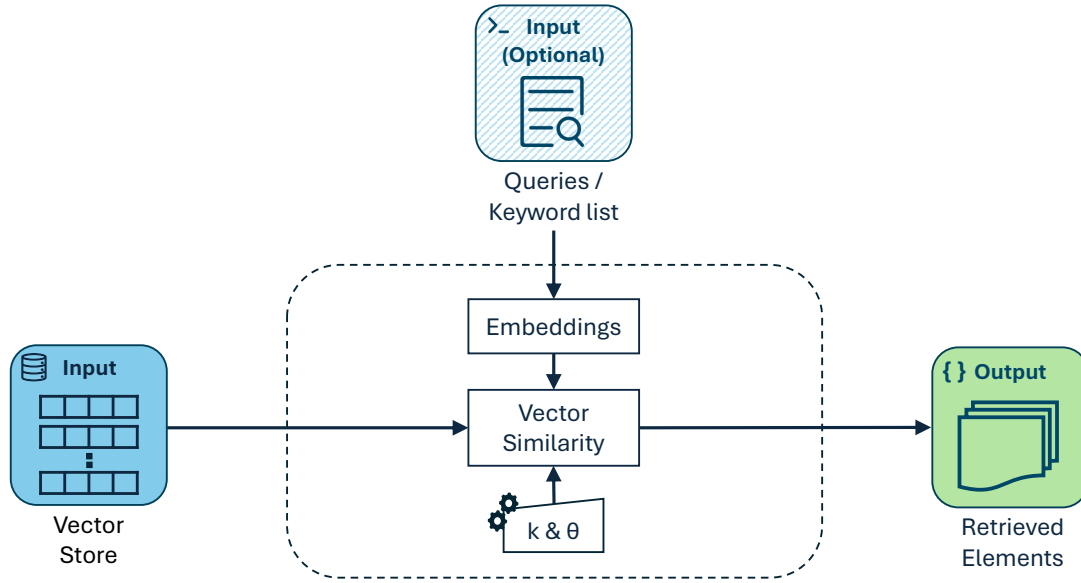 Input
(Optional)
Queries /
Keyword list
Embeddings
Input
Vector
Store
Vector
Similarity
k & θ
{ } Output
Retrieved
Elements